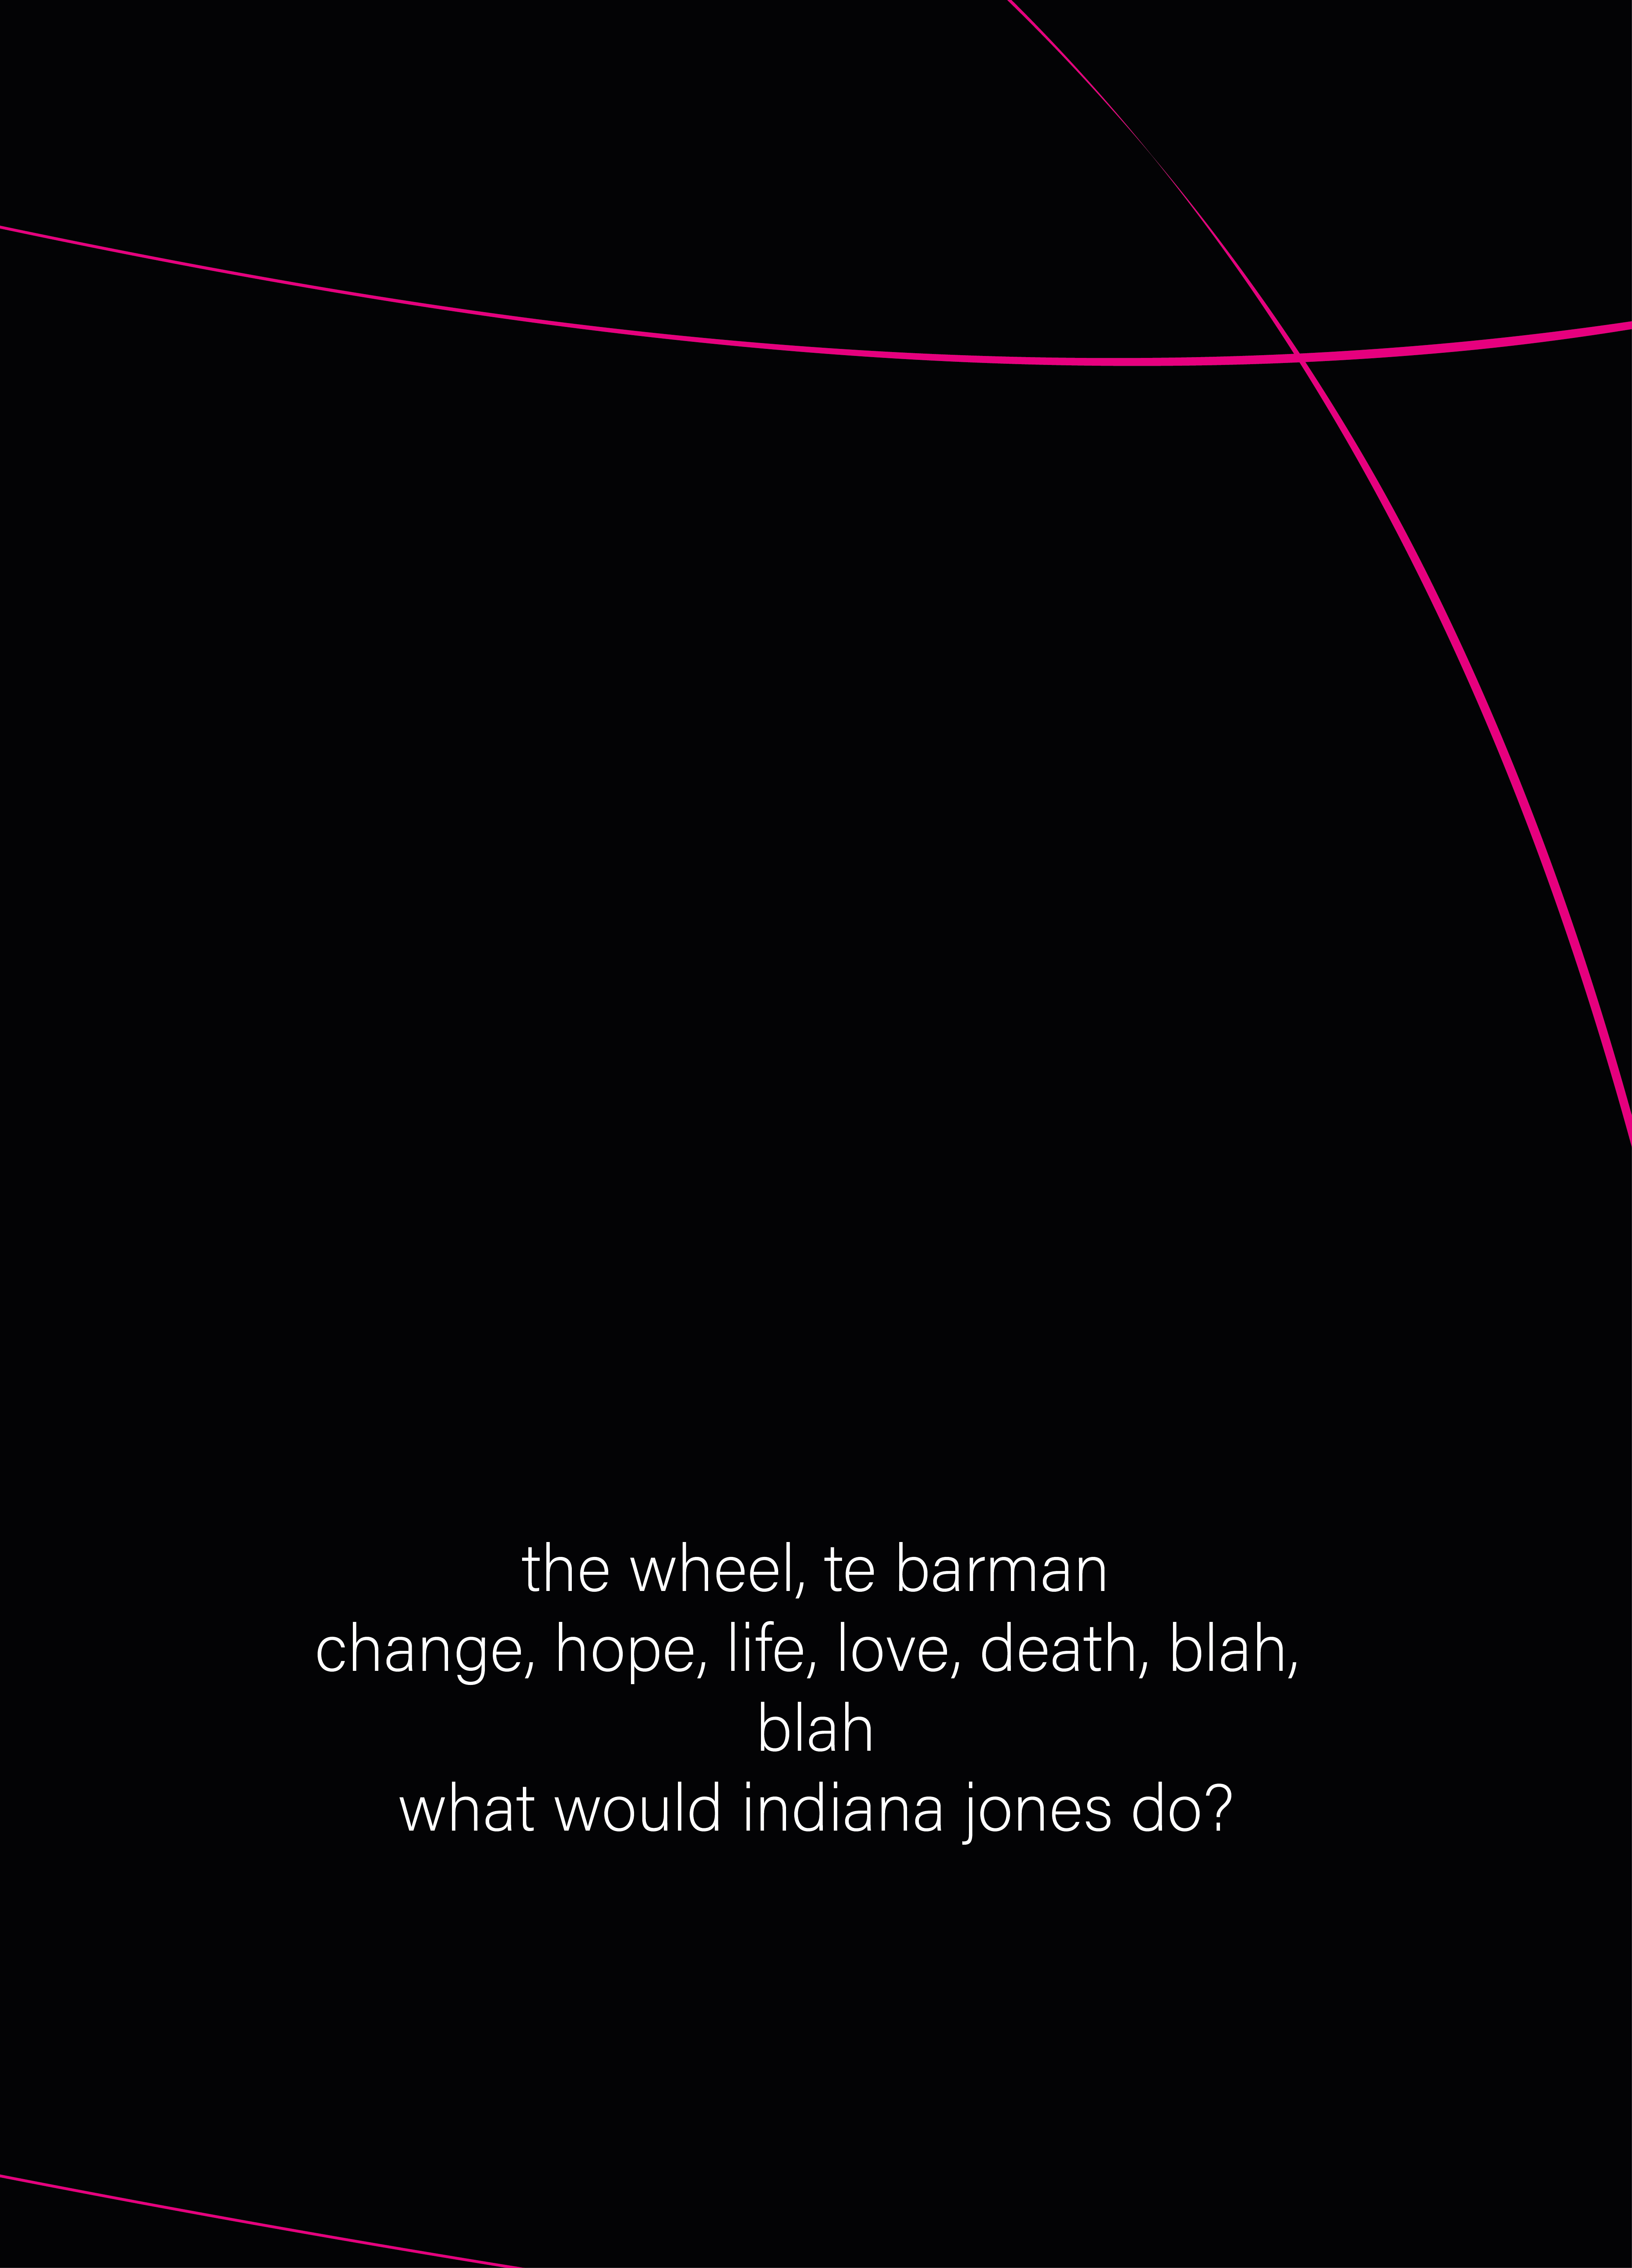 the wheel, te barman
change, hope, life, love, death, blah,
blah
what would indiana jones do?